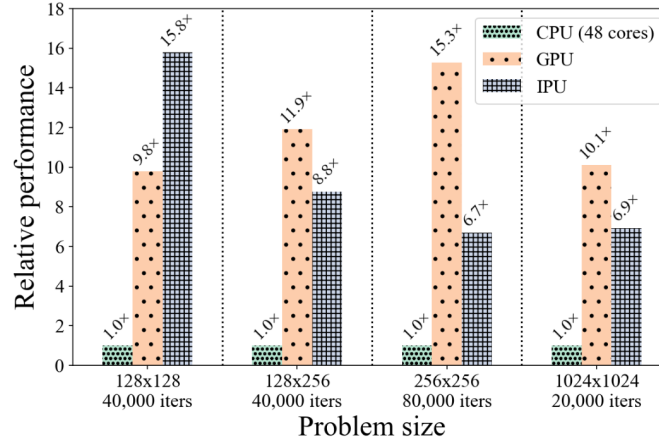 18
16
14
12
10
8
6
4
2
0
Relative performance
CPU (48 cores)
GPU
IPU
1.0×
9.8×
15.8×
1.0×
11.9×
8.8×
1.0×
15.3×
6.7×
1.0×
10.1×
6.9×
128x128
40,000 iters
128x256
40,000 iters
256x256
80,000 iters
1024x1024
20,000 iters
Problem size